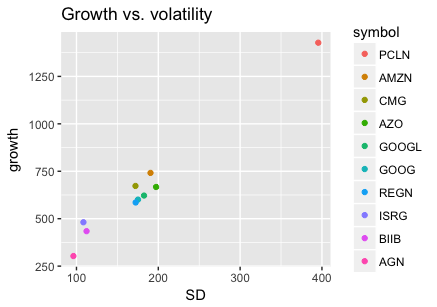 Growth vs. volatility
growth
1250
1000
750
500
250
100
200
300
400
SD
symbol
PCLN
AMZN
CMG
AZO
GOOGL
GOOG
REGN
ISRG
BIIB
AGN